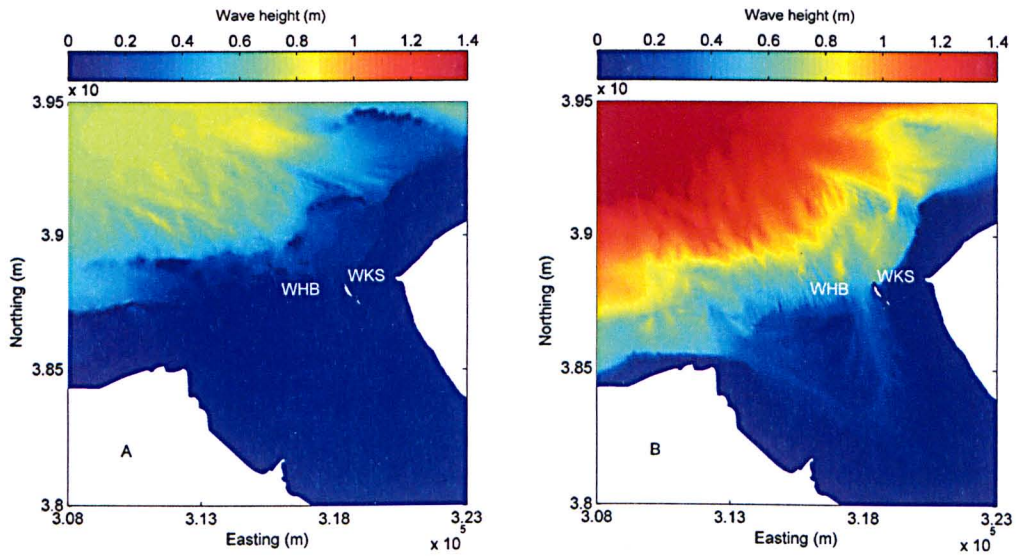 Wave height (m)
0 0.2 0.4 0.6 0.8 1 1.2 1.4
x 10
3.95
3.9
3.85
3.8
Northing (m)
WHB
WKS
A
3.08 3.13 3.18 3.23
Easting (m)
x 10 5
Wave height (m)
0 0.2 0.4 0.6 0.8 1 1.2 1.4
x 10
3.95
3.9
3.85
3.8
Northing (m)
WHB
WKS
B
3.08 3.13 3.18 3.23
Easting (m)
x 10 5